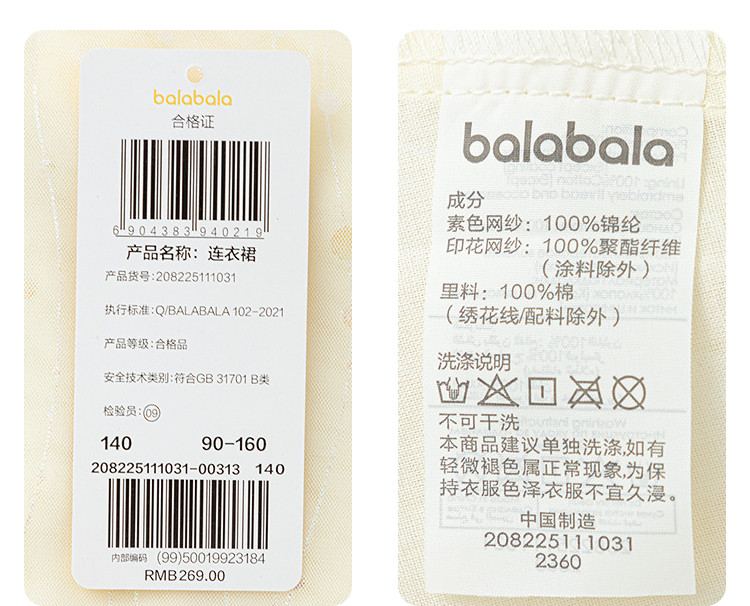 balabala
合格证
6 904383 940219
产品名称：连衣裙
产品货号：208225111031
执行标准：Q/BALABALA 102-2021
产品等级：合格品
安全技术类别：符合GB 31701 B类
检验员：09
140 90-160
208225111031-00313 140
内部编码 (99)50019923184
RMB269.00
balabala
成分
素色网纱：100%锦纶
印花网纱：100%聚酯纤维
（涂料除外）
里料：100%棉
（绣花线/配料除外）
洗涤说明
不可干洗
本商品建议单独洗涤,如有
轻微褪色属正常现象,为保
持衣服色泽,衣服不宜久浸。
中国制造
208225111031
2360